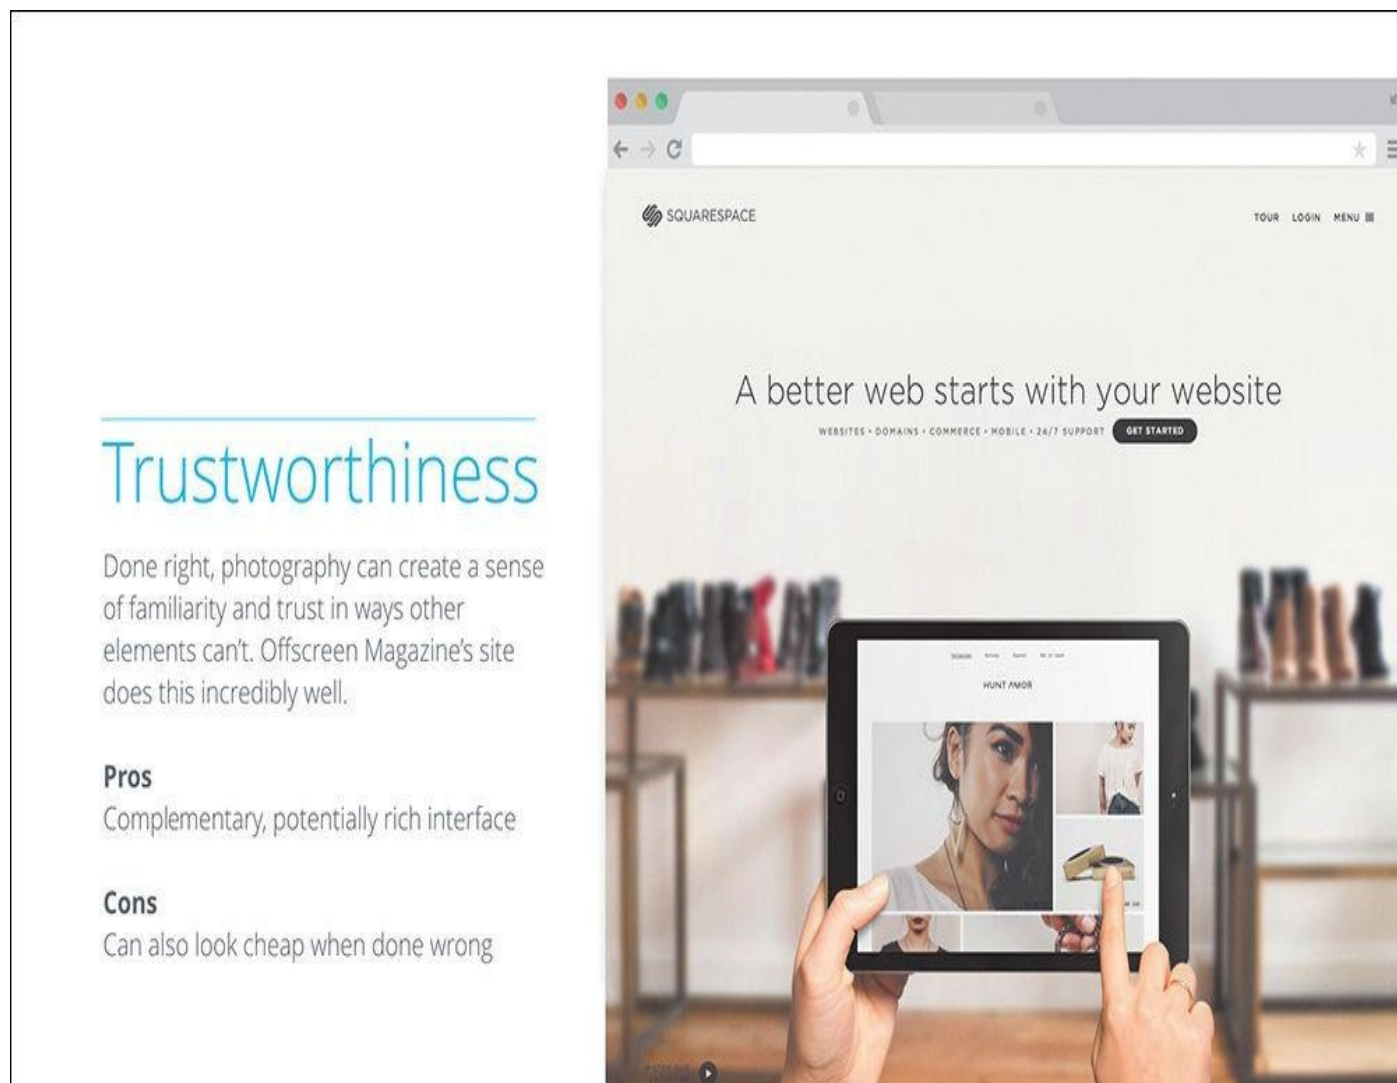 SQUARESPACE
TOUR LOGIN MENU
A better web starts with your website
WEBSITES • DOMAINS • COMMERCE • MOBILE • 24/7 SUPPORT GET STARTED
Trustworthiness
Done right, photography can create a sense
of familiarity and trust in ways other
elements can't. Offscreen Magazine's site
does this incredibly well.
Pros
Complementary, potentially rich interface
Cons
Can also look cheap when done wrong
HUNT AMOR